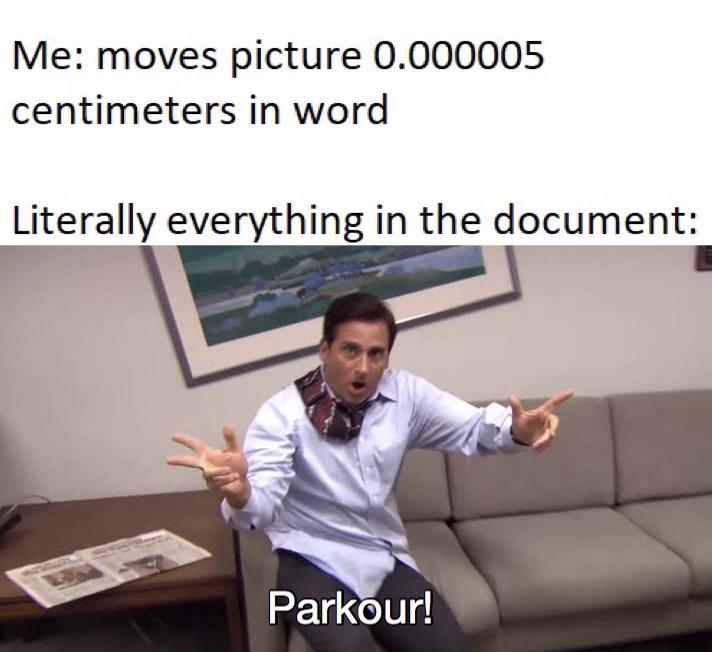 Me: moves picture 0.000005
centimeters in word
Literally everything in the document:
Parkour!